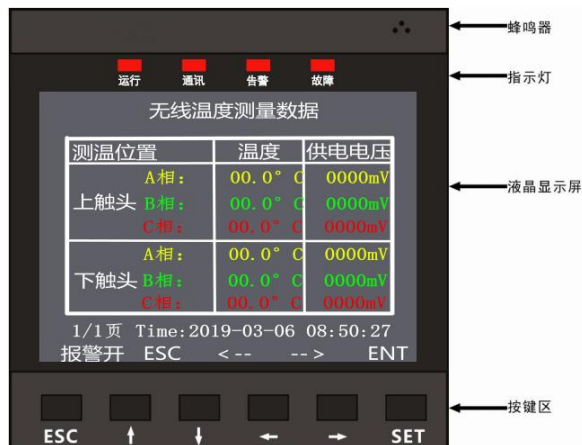 蜂鸣器
运行 通讯 告警 故障
指示灯
无线温度测量数据
测温位置 温度 供电电压
A相: 00.0° C 0000mV
上触头 B相: 00.0° C 0000mV
C相: 00.0° C 0000mV
液晶显示屏
A相: 00.0° C 0000mV
下触头 B相: 00.0° C 0000mV
C相: 00.0° C 0000mV
1/1页 Time:2019-03-06 08:50:27
报警开 ESC <-- --> ENT
按键区
ESC ↑ ↓ ← → SET